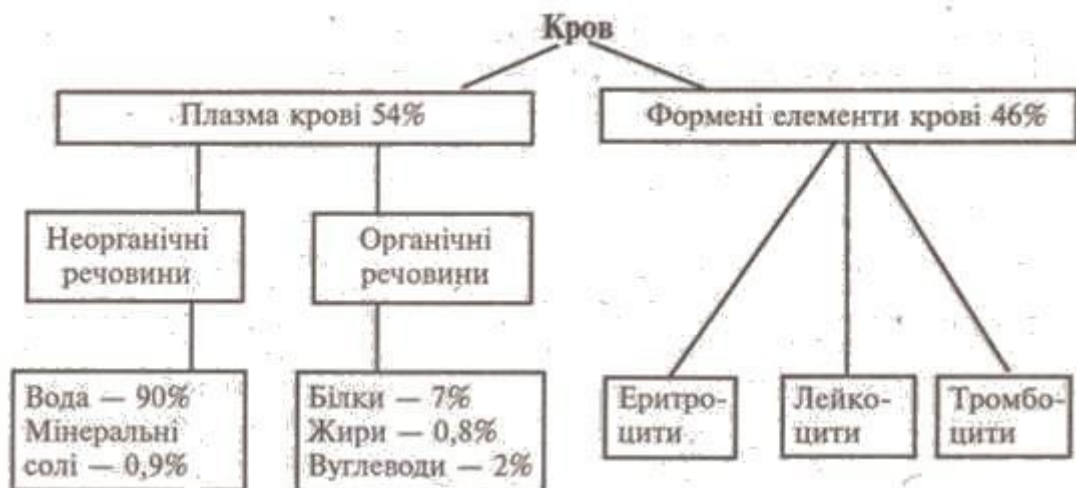 Кров
Плазма крові 54%
Формені елементи крові 46%
Неорганічні
речовини
Органічні
речовини
Вода — 90%
Мінеральні
солі — 0,9%
Білки — 7%
Жири — 0,8%
Вуглеводи — 2%
Еритро-
цити
Лейко-
цити
Тромбо-
цити